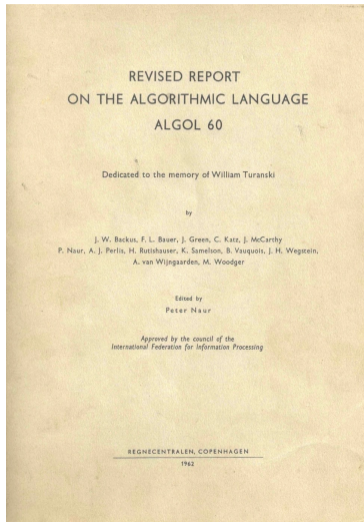 REVISED REPORT
ON THE ALGORITHMIC LANGUAGE
ALGOL 60
Dedicated to the memory of William Turanski
by
J. W. Backus, F. L. Bauer, J. Green, C. Katz, J. McCarthy
P. Naur, A. J. Perlis, H. Rutishauser, K. Samelson, B. Vauquois, J. H. Wegstein,
A. van Wijngaarden, M. Woodger
Edited by
Peter Naur
Approved by the council of the
International Federation for Information Processing
REGNECENTRALEN, COPENHAGEN
1962